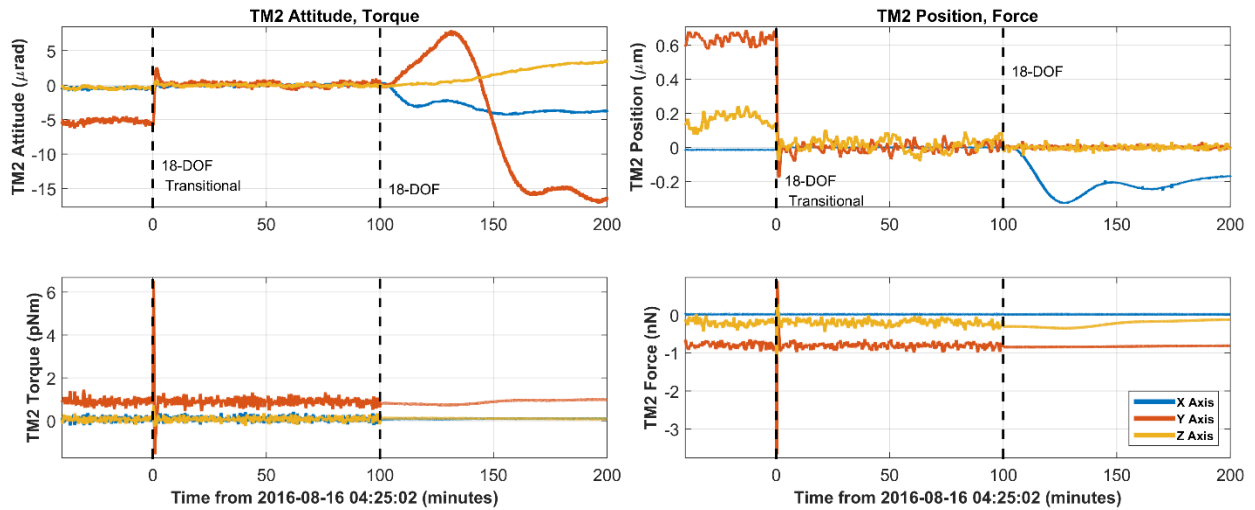 TM2 Attitude, Torque
TM2 Attitude (μrad)
5
0
-5
-10
-15
18-DOF
Transitional
18-DOF
0
50
100
150
200
TM2 Position, Force
TM2 Position (μm)
0.6
0.4
0.2
0
-0.2
18-DOF
18-DOF
Transitional
0
50
100
150
200
TM2 Torque (pNm)
6
4
2
0
0
50
100
150
200
Time from 2016-08-16 04:25:02 (minutes)
TM2 Force (nN)
0
-1
-2
-3
X Axis
Y Axis
Z Axis
0
50
100
150
200
Time from 2016-08-16 04:25:02 (minutes)